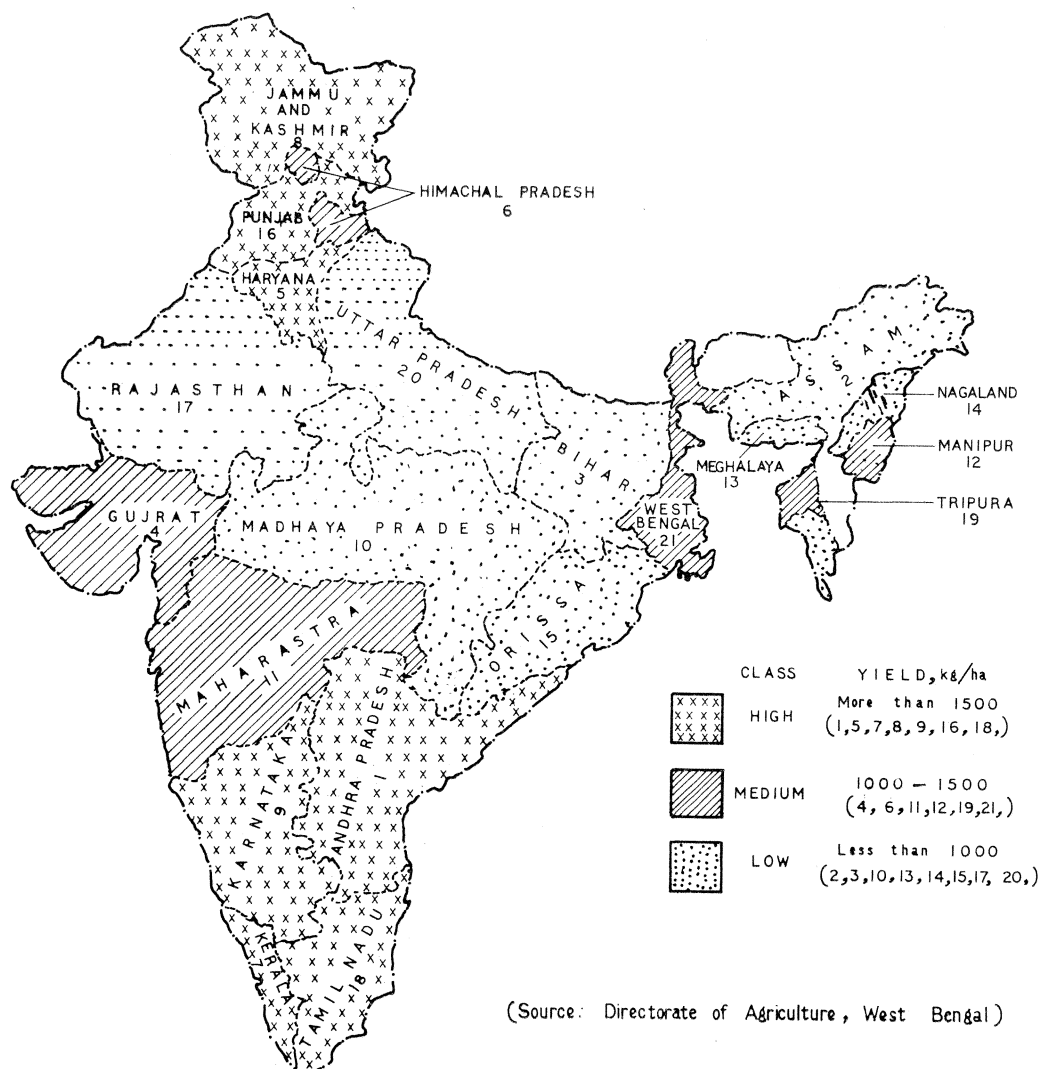 JAMMU
AND
KASHMIR
8
HIMACHAL PRADESH
6
PUNJAB
16
HARYANA
5
UTTAR PRADESH
20
RAJASTHAN
17
ASSAM
2
NAGALAND
14
MANIPUR
12
MEGHALAYA
13
TRIPURA
19
BIHAR
3
WEST
BENGAL
21
GUJRAT
4
MADHAYA PRADESH
10
ORISSA
15
MAHARASTRA
11
ANDHRA PRADESH
1
KARNATAKA
9
KERALA
7
TAMIL NADU
18
CLASS YIELD, kg/ha
HIGH More than 1500
(1,5,7,8,9,16,18,)
MEDIUM 1000 – 1500
(4, 6,11,12,19,21,)
LOW Less than 1000
(2,3,10,13,14,15,17, 20,)
(Source: Directorate of Agriculture, West Bengal)